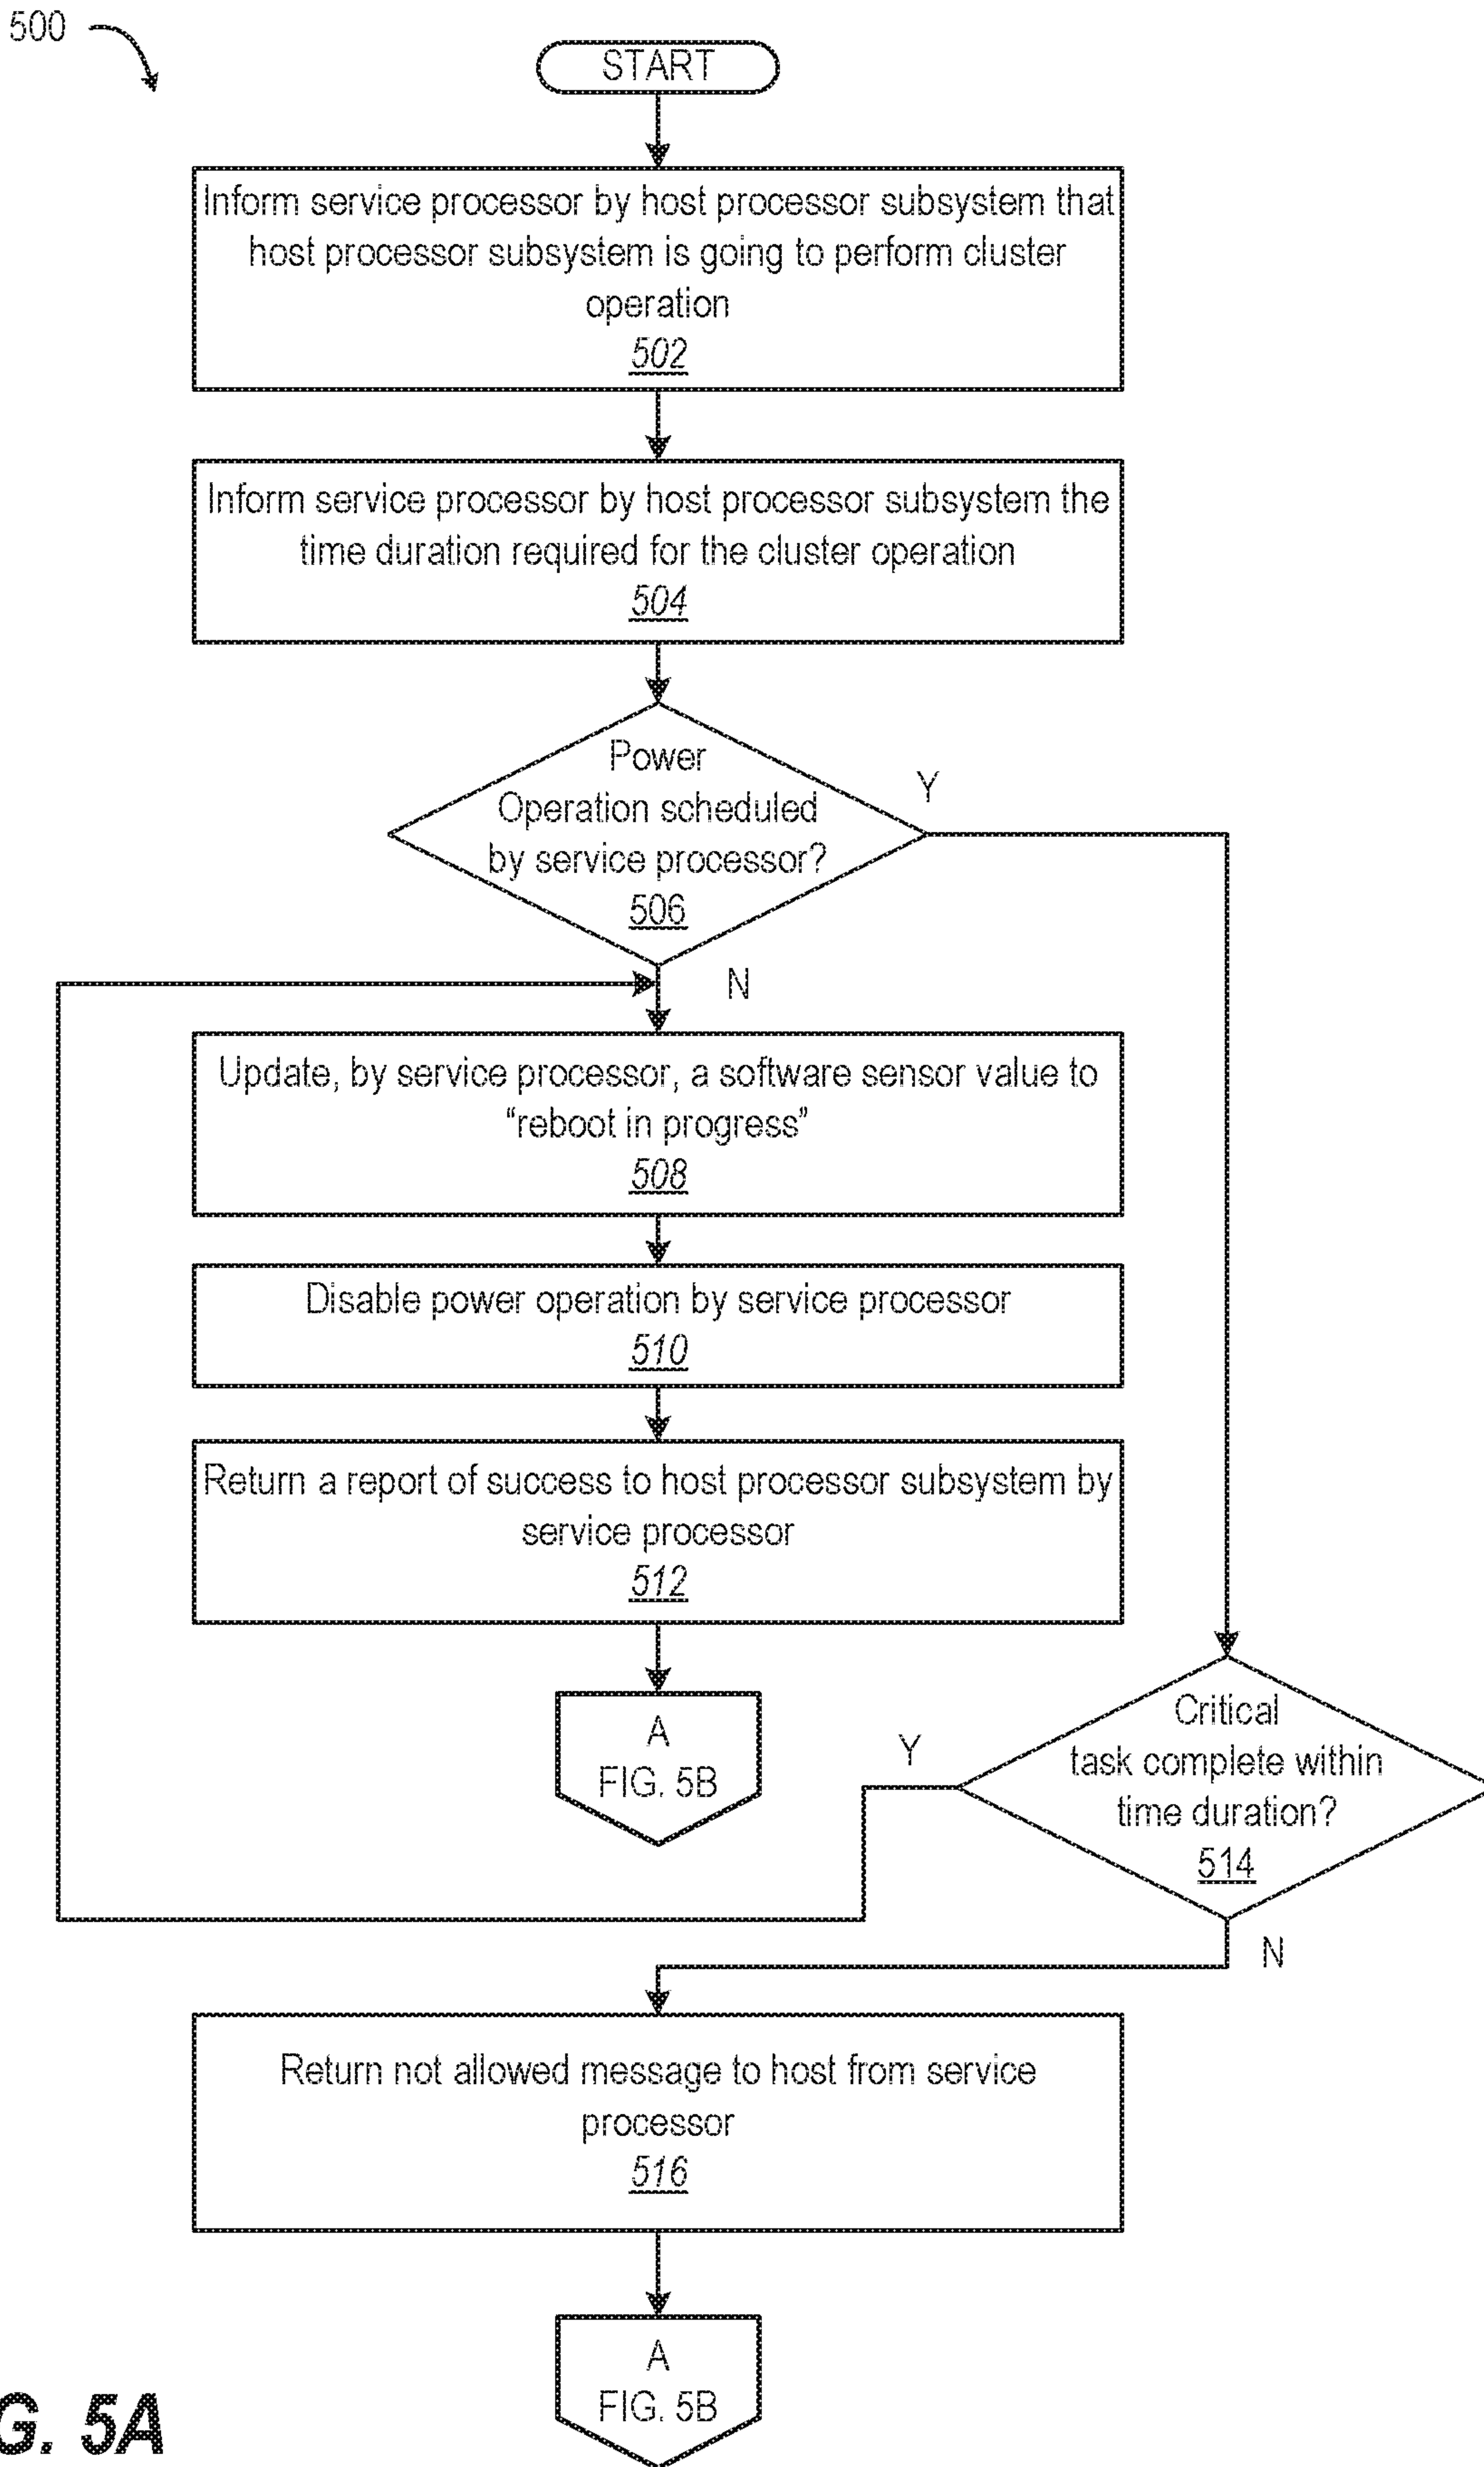 500
START
Inform service processor by host processor subsystem that
host processor subsystem is going to perform cluster
operation
502
Inform service processor by host processor subsystem the
time duration required for the cluster operation
504
Power
Operation scheduled
by service processor?
506
Y
N
Update, by service processor, a software sensor value to
“reboot in progress”
508
Disable power operation by service processor
510
Return a report of success to host processor subsystem by
service processor
512
A
FIG. 5B
Critical
task complete within
time duration?
514
Y
N
Return not allowed message to host from service
processor
516
A
FIG. 5B
G. 5A